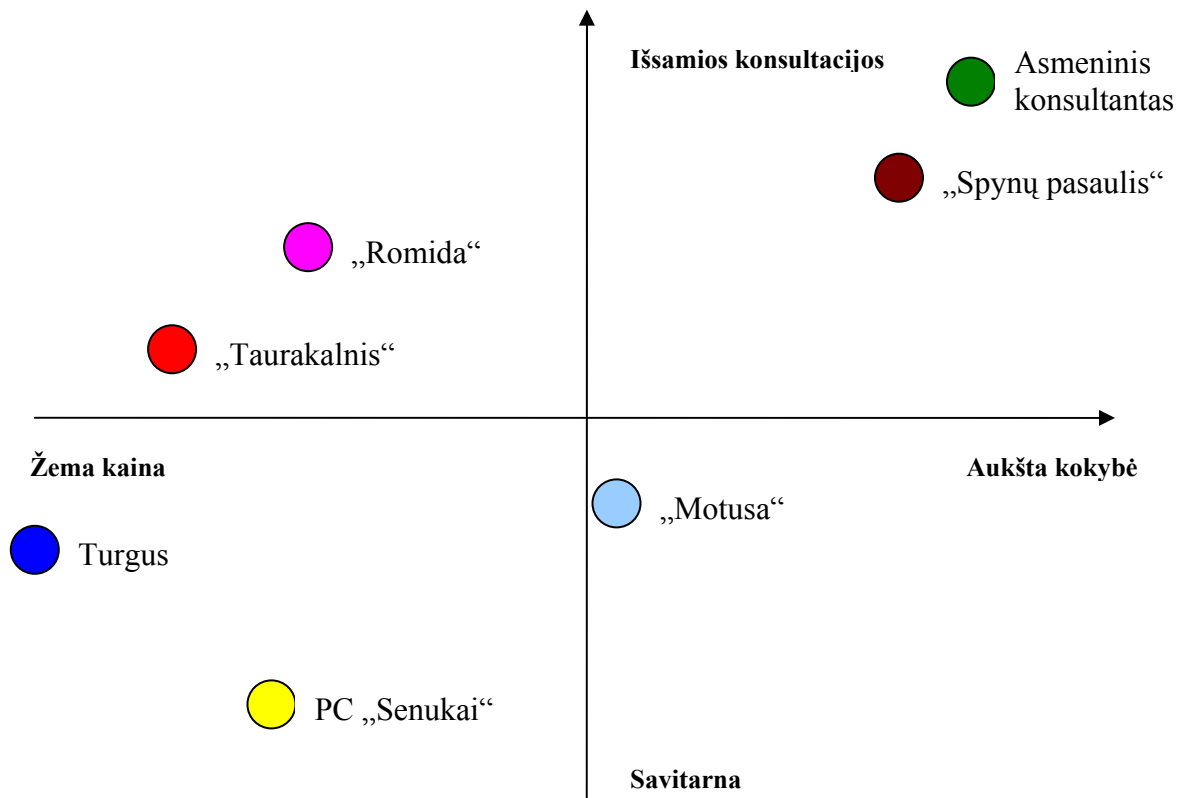 Išsamios konsultacijos
Asmeninis
konsultantas
„Spynų pasaulis“
„Romida“
„Taurakalnis“
Žema kaina
Aukšta kokybė
„Motusa“
Turgus
PC „Senukai“
Savitarna